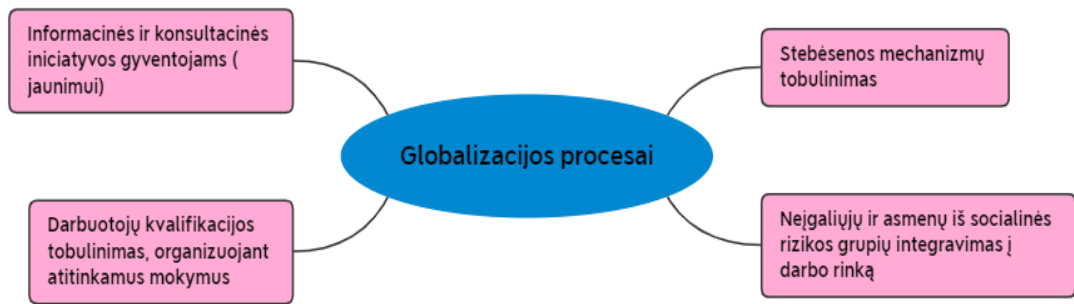 Informacinės ir konsultacinės
iniciatyvos gyventojams (
jaunimui)
Stebėsenos mechanizmų
tobulinimas
Globalizacijos procesai
Darbuotojų kvalifikacijos
tobulinimas, organizuojant
atitinkamus mokymus
Neįgaliųjų ir asmenų iš socialinės
rizikos grupių integravimas į
darbo rinką